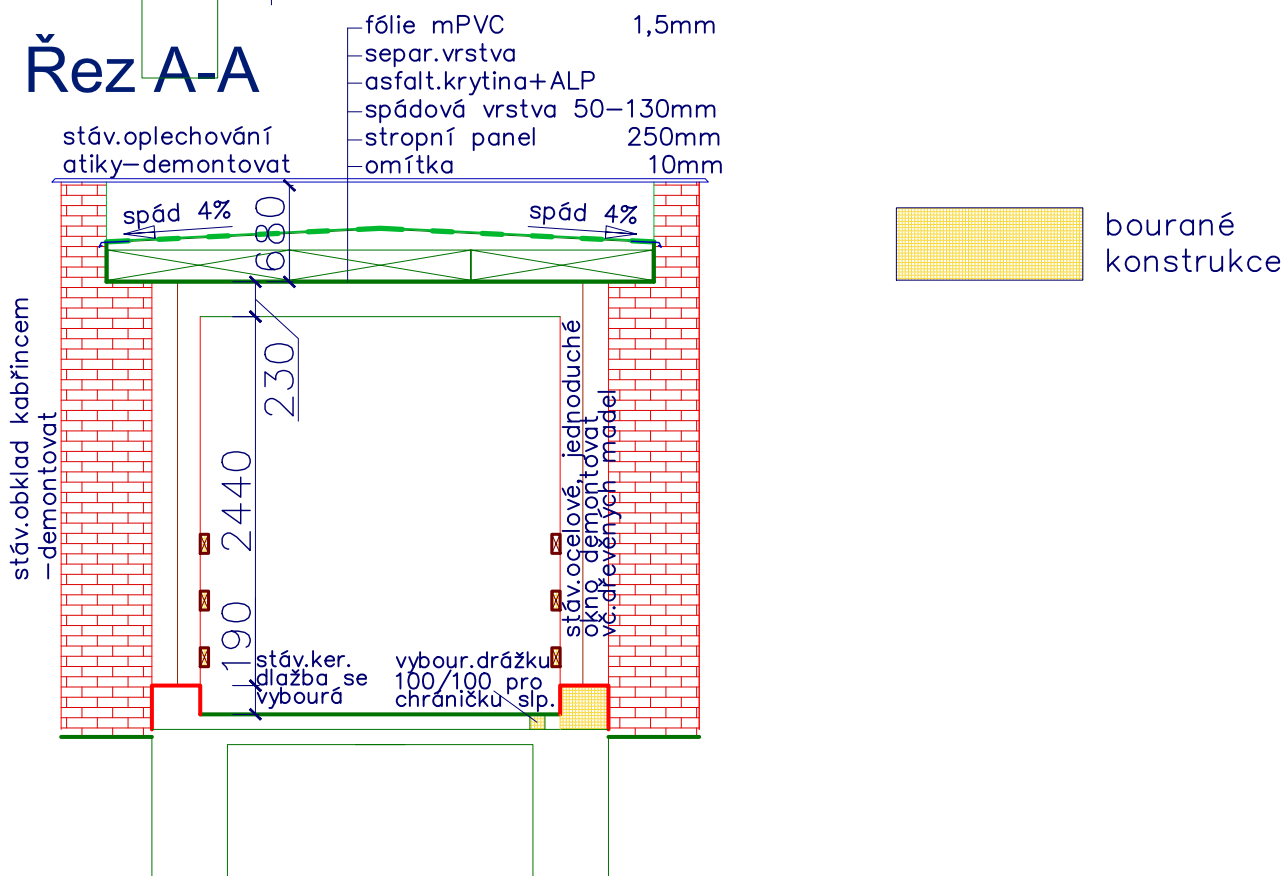 Řez A-A
fólie mPVC 1,5mm
separ.vrstva
asfalt.krytina+ALP
spádová vrstva 50-130mm
stropní panel 250mm
omítka 10mm
stáv.oplechování
atiky-demontovat
spád 4%
680
spád 4%
bourané
konstrukce
230
2440
190
stáv.obklad kabřincem
-demontovat
stáv.ocelové, jednoduché
okno demontovat
vč.dřevěných madel
stáv.ker.
dlažba se
vybourá
vybour.drážku
100/100 pro
chráničku slp.